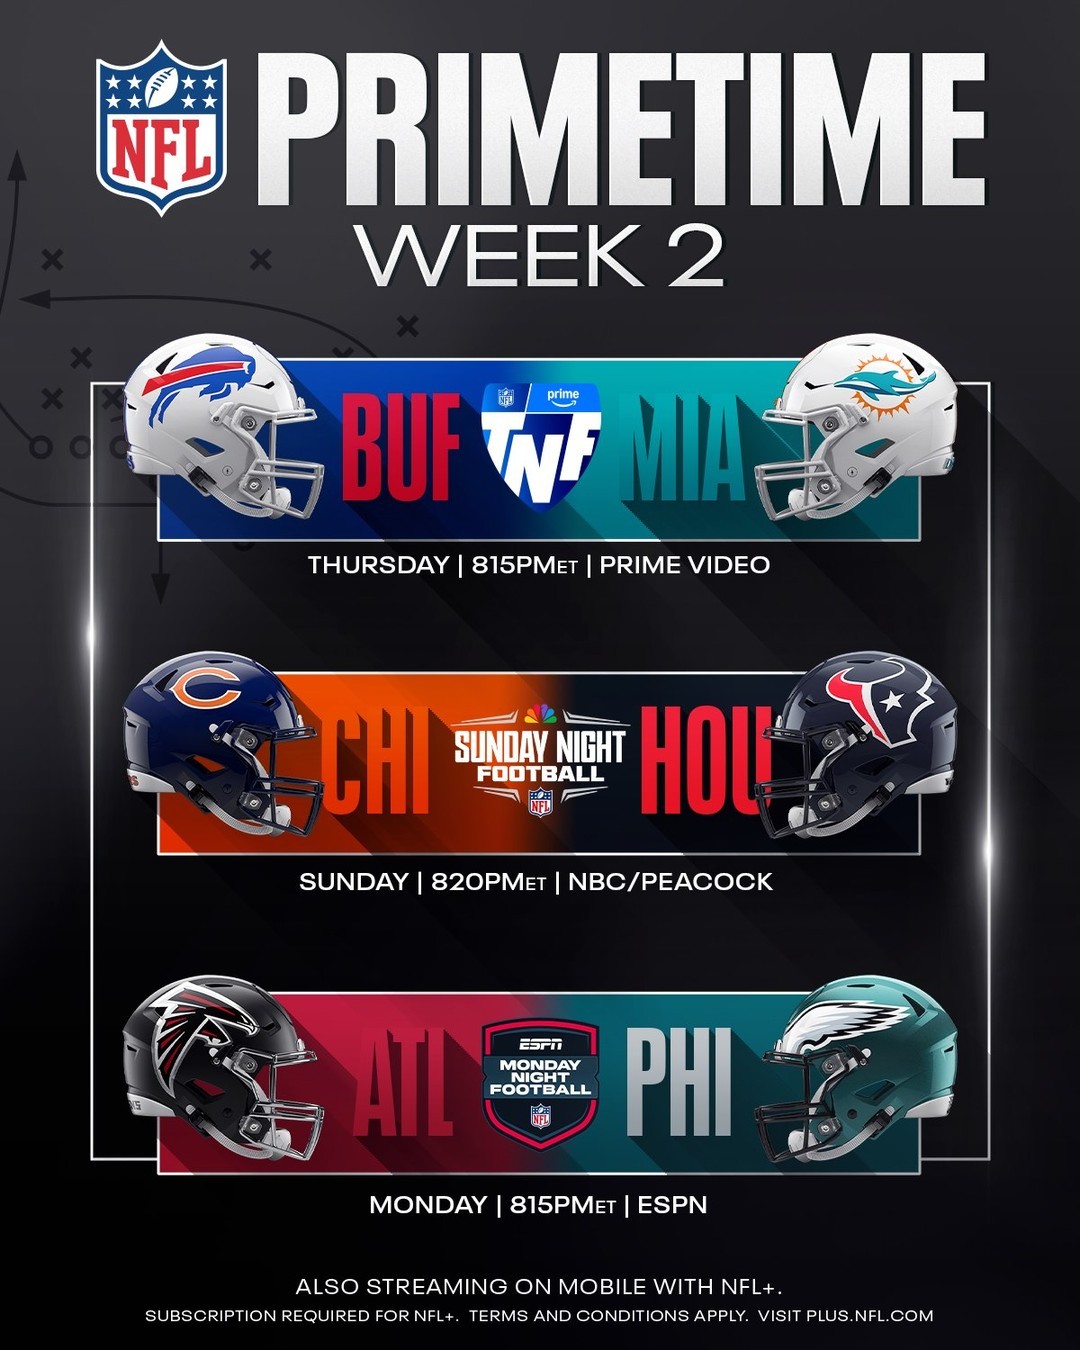 NFL PRIMETIME
WEEK 2
BUF
NFL prime
TNF
MIA
THURSDAY | 815PMET | PRIME VIDEO
CHI
SUNDAY NIGHT
FOOTBALL
NFL
HOU
SUNDAY | 820PMET | NBC/PEACOCK
ATL
ESPN
MONDAY
NIGHT
FOOTBALL
NFL
PHI
MONDAY | 815PMET | ESPN
ALSO STREAMING ON MOBILE WITH NFL+.
SUBSCRIPTION REQUIRED FOR NFL+. TERMS AND CONDITIONS APPLY. VISIT PLUS.NFL.COM